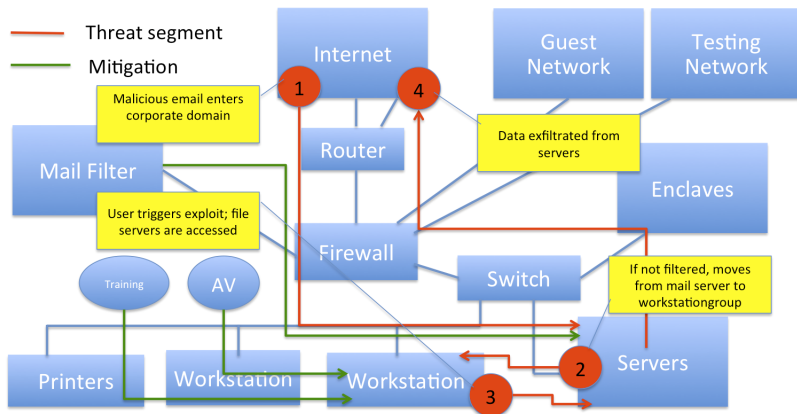 Threat segment
Mitigation
Internet
Guest
Network
Testing
Network
1
4
Malicious email enters
corporate domain
Router
Data exfiltrated from
servers
Mail Filter
Enclaves
User triggers exploit; file
servers are accessed
Firewall
Switch
If not filtered, moves
from mail server to
workstationgroup
Training
AV
Printers
Workstation
Workstation
2
Servers
3